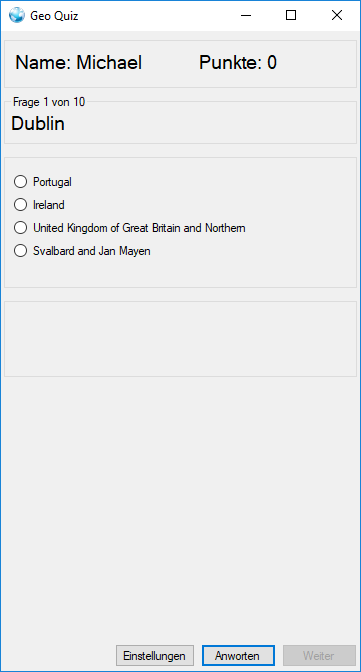 Geo Quiz
Name: Michael Punkte: 0
Frage 1 von 10
Dublin
Portugal
Ireland
United Kingdom of Great Britain and Northern
Svalbard and Jan Mayen
Einstellungen Anworten Weiter